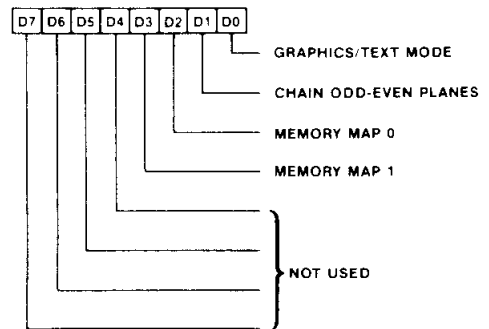 D7 D6 D5 D4 D3 D2 D1 D0
GRAPHICS/TEXT MODE
CHAIN ODD-EVEN PLANES
MEMORY MAP 0
MEMORY MAP 1
NOT USED